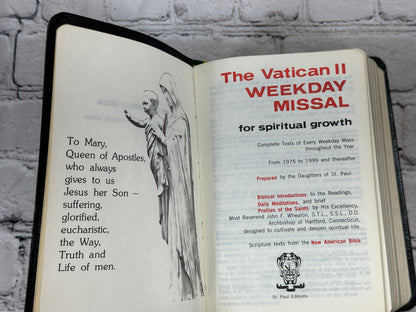 To Mary,
Queen of Apostles,
who always
gives to us
Jesus her Son –
suffering,
glorified,
eucharistic,
the Way,
Truth and
Life of men.
The Vatican II
WEEKDAY
MISSAL
for spiritual growth
Complete Texts of Every Weekday Mass
throughout the Year
From 1975 to 1999 and thereafter
Prepared by the Daughters of St. Paul
Biblical Introductions to the Readings,
Daily Meditations, and brief
Profiles of the Saints by His Excellency,
Most Reverend John F. Whealon, S.T.L., S.S.L., D.D.
Archbishop of Hartford, Connecticut,
designed to cultivate and deepen spiritual life.
Scripture texts from the New American Bible
St. Paul Editions